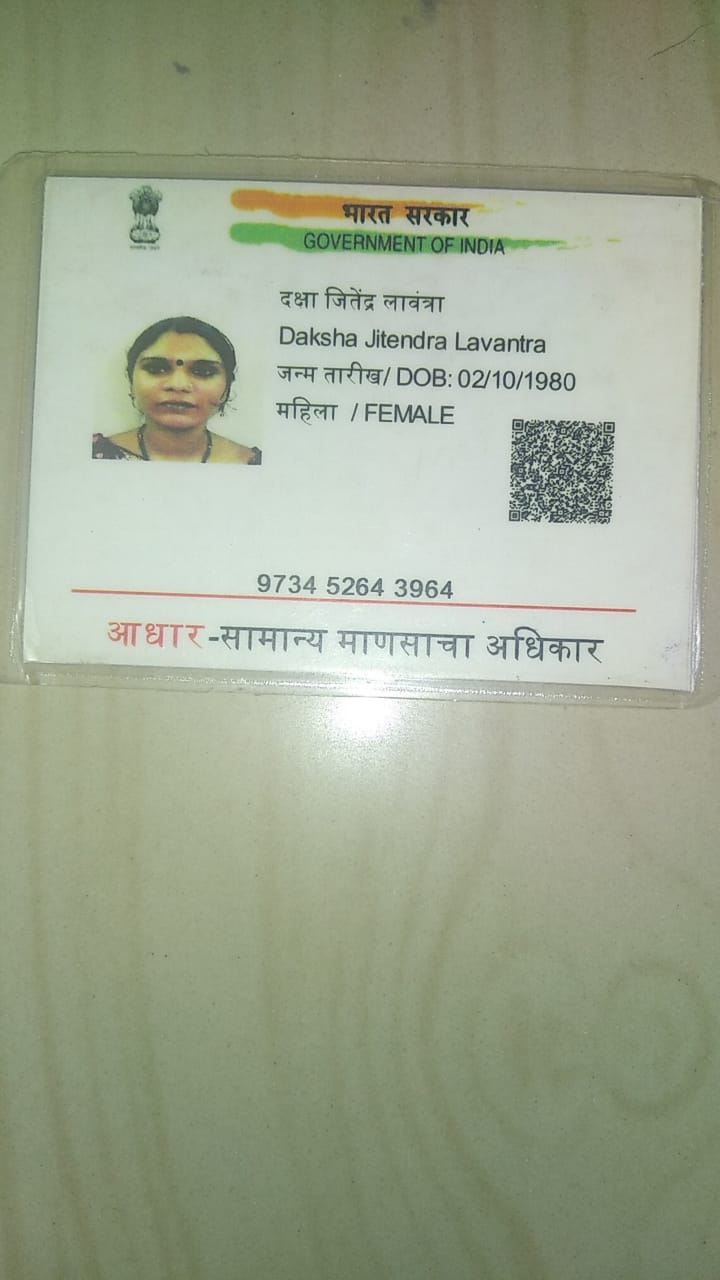 भारत सरकार
GOVERNMENT OF INDIA
दक्षा जितेंद्र लावंत्रा
Daksha Jitendra Lavantra
जन्म तारीख/ DOB: 02/10/1980
महिला / FEMALE
9734 5264 3964
आधार-सामान्य माणसाचा अधिकार